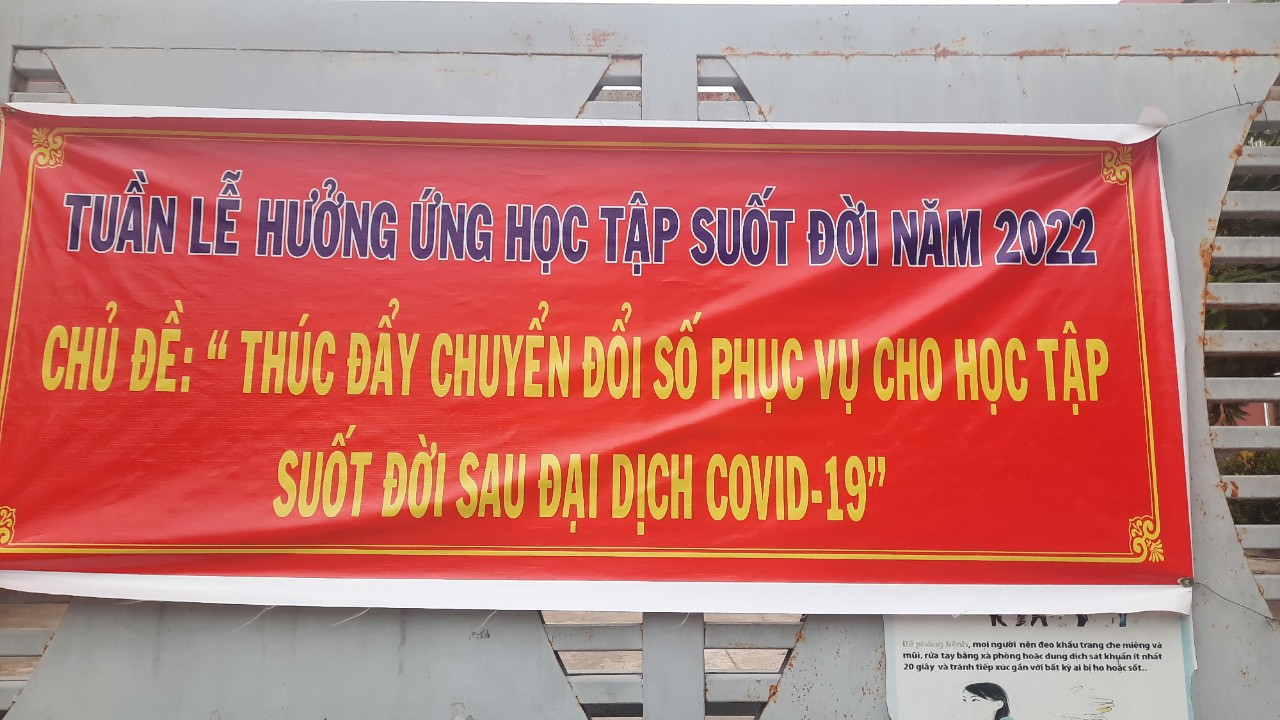 TUẦN LỄ HƯỞNG ỨNG HỌC TẬP SUỐT ĐỜI NĂM 2022
CHỦ ĐỀ: “ THÚC ĐẨY CHUYỂN ĐỔI SỐ PHỤC VỤ CHO HỌC TẬP
SUỐT ĐỜI SAU ĐẠI DỊCH COVID-19”
Để phòng bệnh, mọi người nên đeo khẩu trang che miệng và
mũi, rửa tay bằng xà phòng hoặc dung dịch sát khuẩn ít nhất
20 giây và tránh tiếp xúc gần với bất kỳ ai bị ho hoặc sốt..